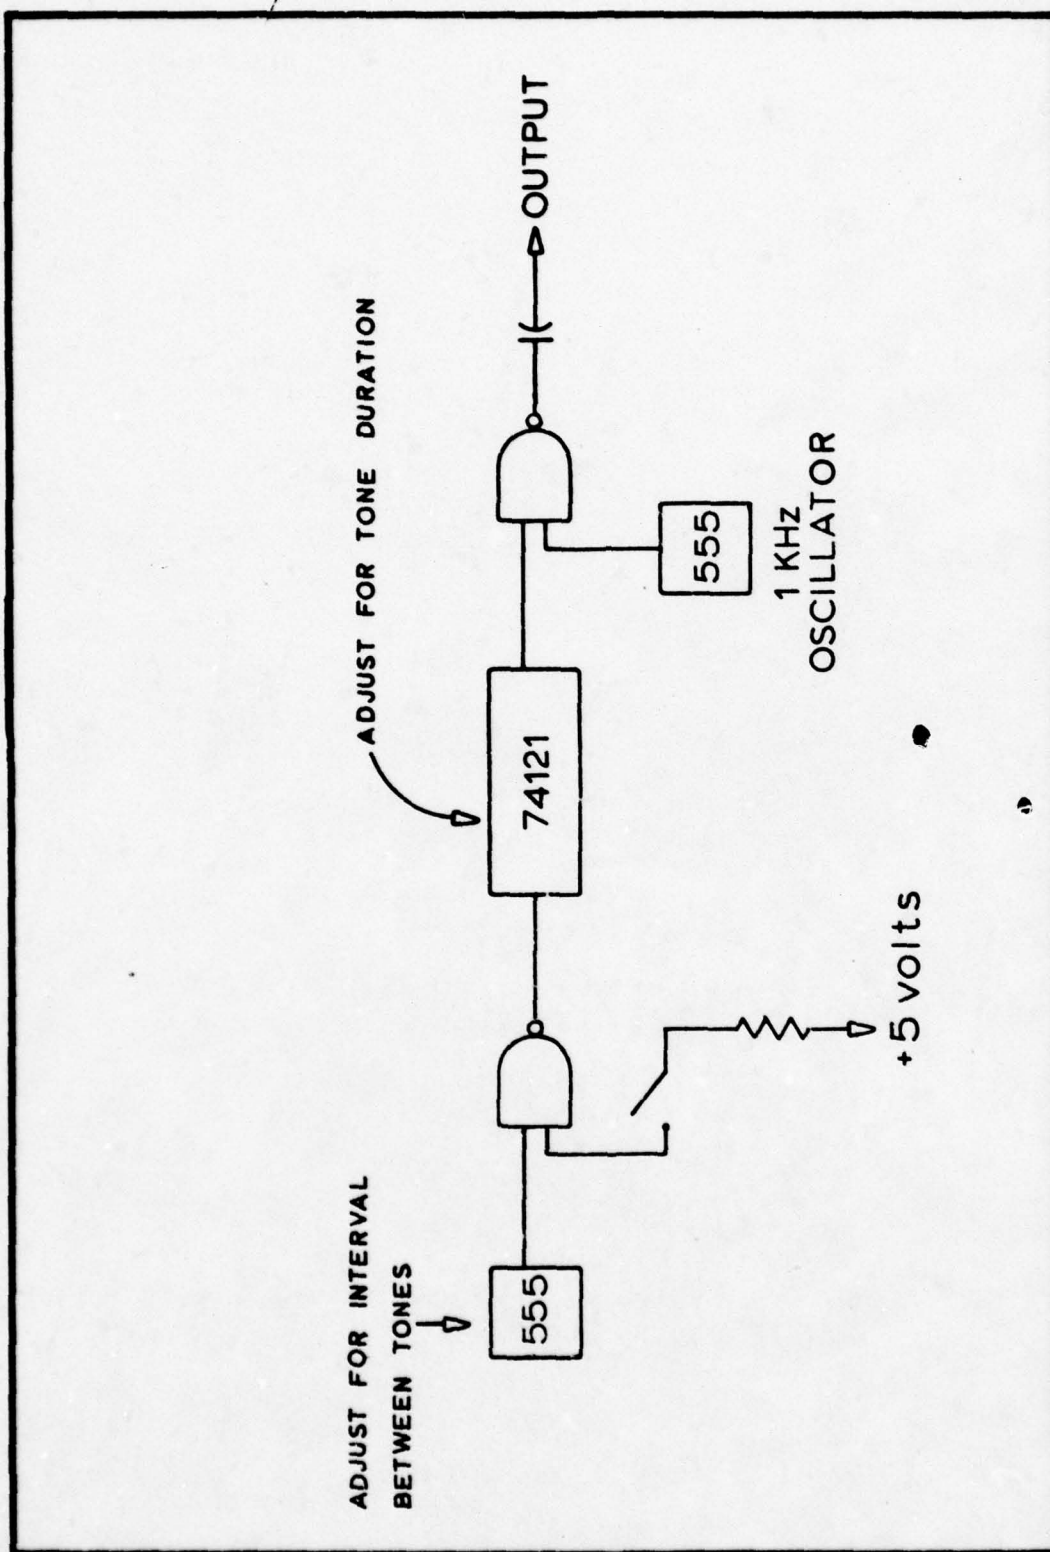 ADJUST FOR INTERVAL
BETWEEN TONES
555
+5 volts
74121
ADJUST FOR TONE DURATION
555
1 KHz
OSCILLATOR
OUTPUT